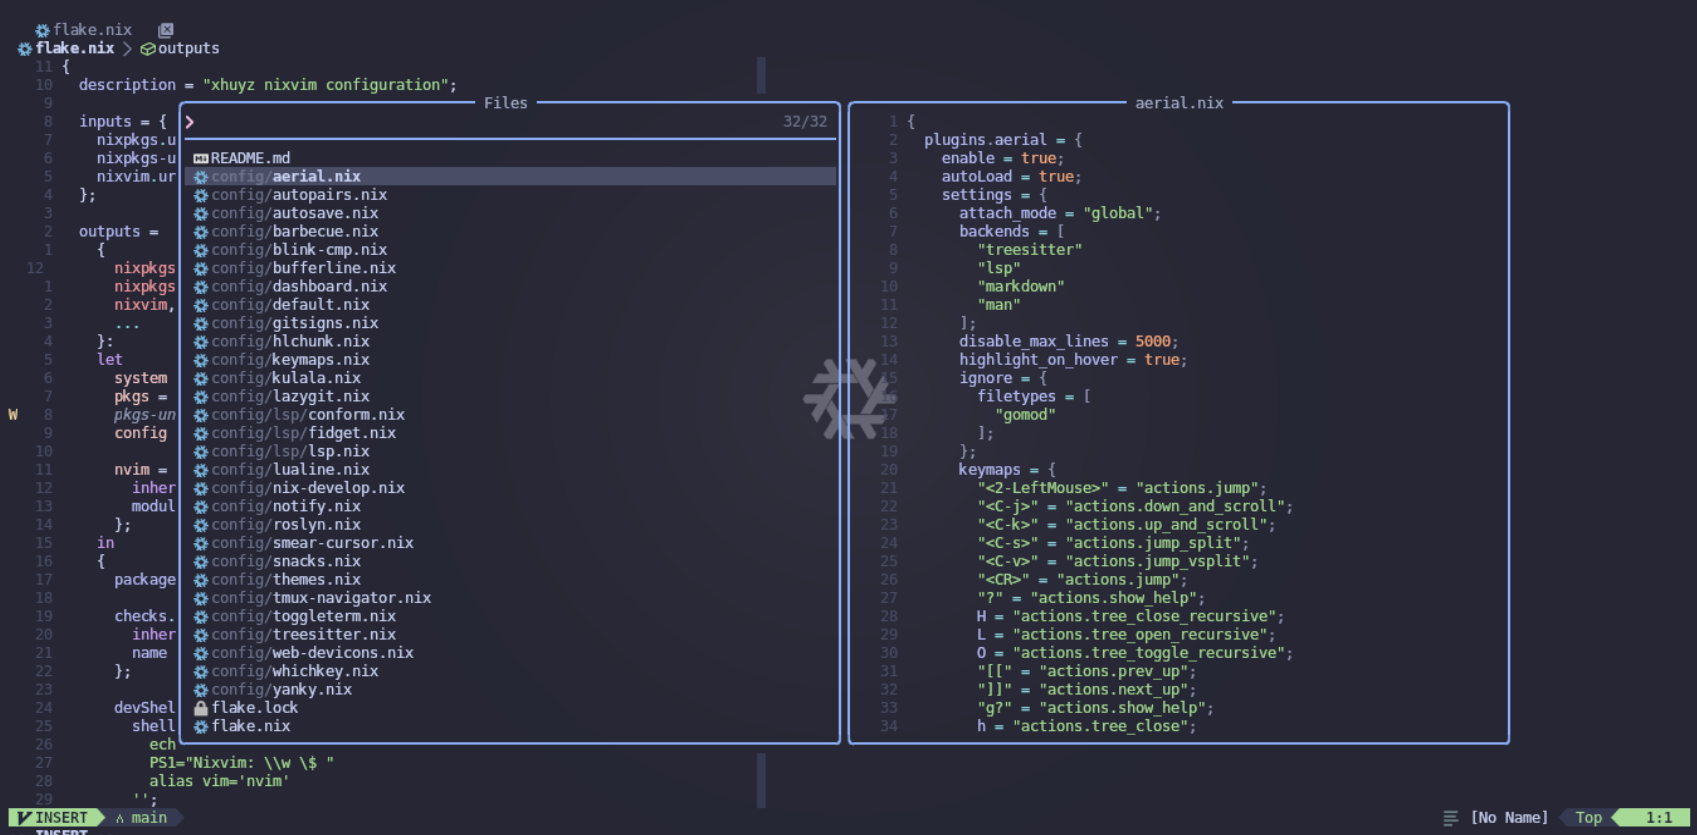 flake.nix
flake.nix > outputs
11 {
10 description = "xhuyz nixvim configuration";
9
8 inputs = {
7 nixpkgs.u
6 nixpkgs-u
5 nixvim.ur
4 };
3
2 outputs =
1 {
12 nixpkgs
1 nixpkgs
2 nixvim,
3 ...
4 }:
5 let
6 system
7 pkgs =
W 8 pkgs-un
9 config
10
11 nvim =
12 inher
13 modul
14 };
15 in
16 {
17 package
18
19 checks.
20 inher
21 name
22 };
23
24 devShel
25 shell
26 ech
27 PS1="Nixvim: \\w \$ "
28 alias vim='nvim'
29 '';
Files
> 32/32
README.md
config/aerial.nix
config/autopairs.nix
config/autosave.nix
config/barbecue.nix
config/blink-cmp.nix
config/bufferline.nix
config/dashboard.nix
config/default.nix
config/gitsigns.nix
config/hlchunk.nix
config/keymaps.nix
config/kulala.nix
config/lazygit.nix
config/lsp/conform.nix
config/lsp/fidget.nix
config/lsp/lsp.nix
config/lualine.nix
config/nix-develop.nix
config/notify.nix
config/roslyn.nix
config/smear-cursor.nix
config/snacks.nix
config/themes.nix
config/tmux-navigator.nix
config/toggleterm.nix
config/treesitter.nix
config/web-devicons.nix
config/whichkey.nix
config/yanky.nix
flake.lock
flake.nix
aerial.nix
1 {
2 plugins.aerial = {
3 enable = true;
4 autoLoad = true;
5 settings = {
6 attach_mode = "global";
7 backends = [
8 "treesitter"
9 "lsp"
10 "markdown"
11 "man"
12 ];
13 disable_max_lines = 5000;
14 highlight_on_hover = true;
15 ignore = {
16 filetypes = [
17 "gomod"
18 ];
19 };
20 keymaps = {
21 "<2-LeftMouse>" = "actions.jump";
22 "<C-j>" = "actions.down_and_scroll";
23 "<C-k>" = "actions.up_and_scroll";
24 "<C-s>" = "actions.jump_split";
25 "<C-v>" = "actions.jump_vsplit";
26 "<CR>" = "actions.jump";
27 "?" = "actions.show_help";
28 H = "actions.tree_close_recursive";
29 L = "actions.tree_open_recursive";
30 O = "actions.tree_toggle_recursive";
31 "[[" = "actions.prev_up";
32 "]]" = "actions.next_up";
33 "g?" = "actions.show_help";
34 h = "actions.tree_close";
INSERT main [No Name] Top 1:1
INSERT